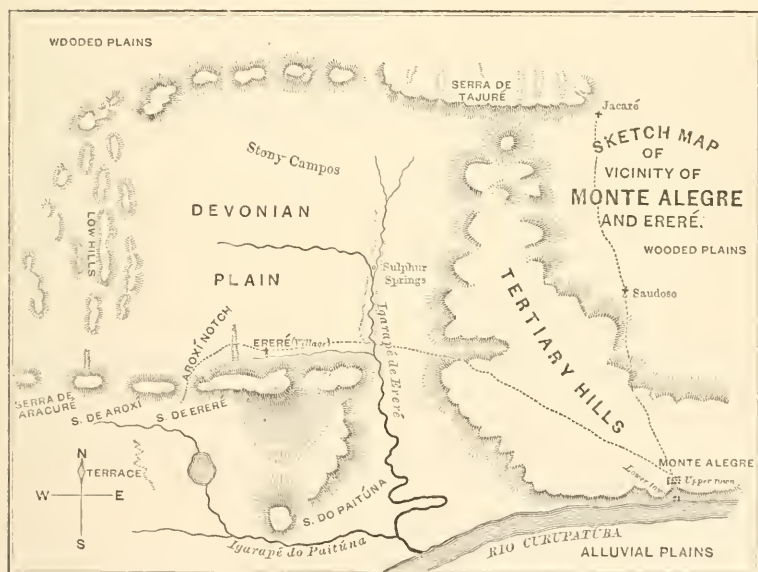 WOODED PLAINS
SERRA DE
TAJURÉ
Jacaré
SKETCH MAP
OF
VICINITY OF
MONTE ALEGRE
AND ERERÉ.
WOODED PLAINS
Stony Campos
DEVONIAN
PLAIN
LOW HILLS
Sulphur
Springs
Saudoso
TERTIARY HILLS
AROXÍ NOTCH
ERERÉ (Village)
Igarapé de Ereré
SERRA DE
ARACURÉ
S. DE AROXI
S. DE ERERÉ
N
W
E
S
TERRACE
S. DO PAITÚNA
Igarapé do Paitúna
MONTE ALEGRE
Lower town
Upper town
RIO CURUPATÚBA
ALLUVIAL PLAINS